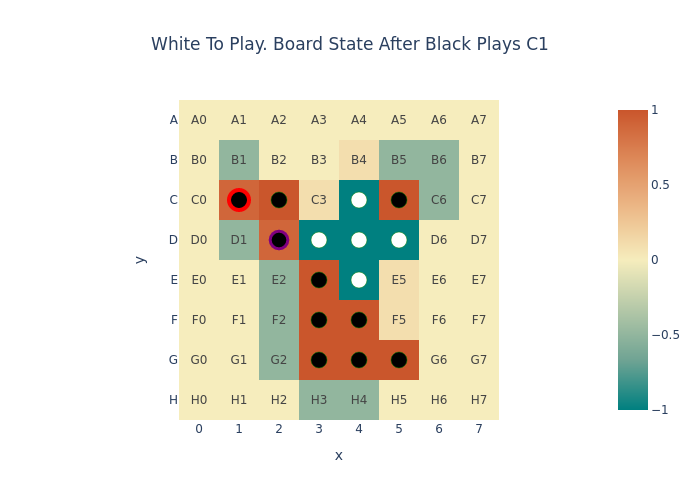 White To Play. Board State After Black Plays C1
A A0 A1 A2 A3 A4 A5 A6 A7
B B0 B1 B2 B3 B4 B5 B6 B7
C C0 C3 C6 C7
D D0 D1 D6 D7
E E0 E1 E2 E5 E6 E7
F F0 F1 F2 F5 F6 F7
G G0 G1 G2 G6 G7
H H0 H1 H2 H3 H4 H5 H6 H7
0 1 2 3 4 5 6 7
x
y
1
0.5
0
−0.5
−1